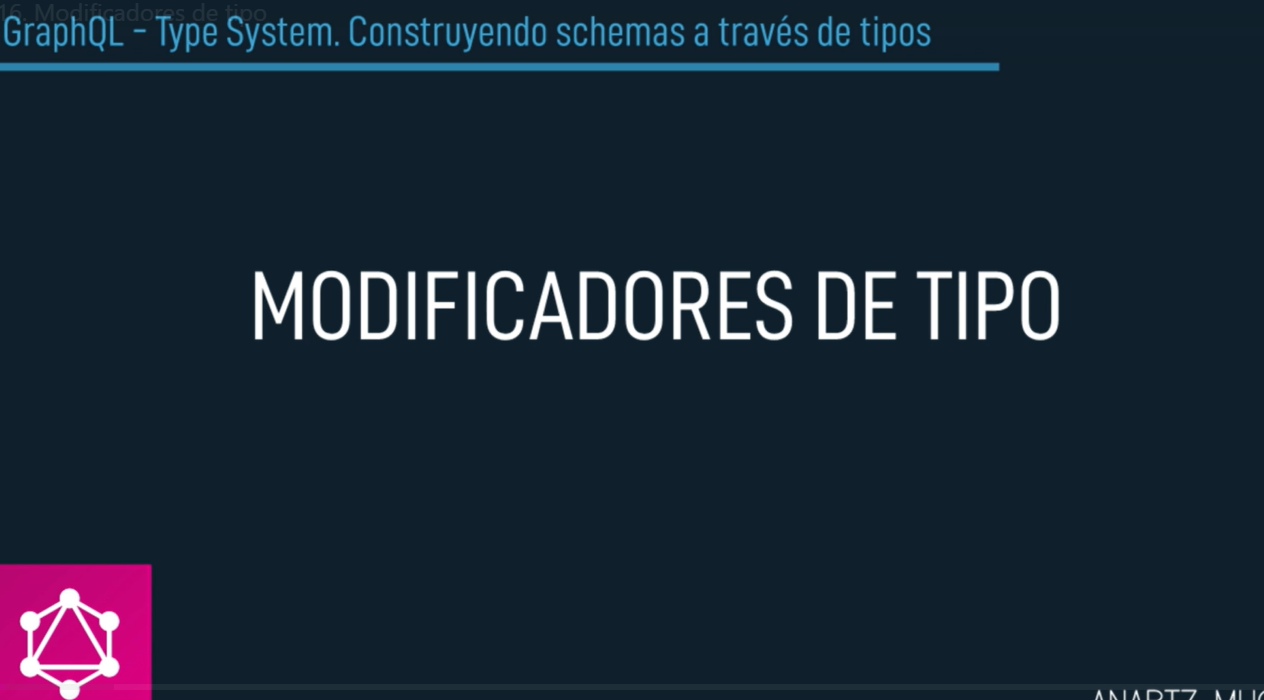 16. Modificadores de tipo
GraphQL - Type System. Construyendo schemas a través de tipos
MODIFICADORES DE TIPO